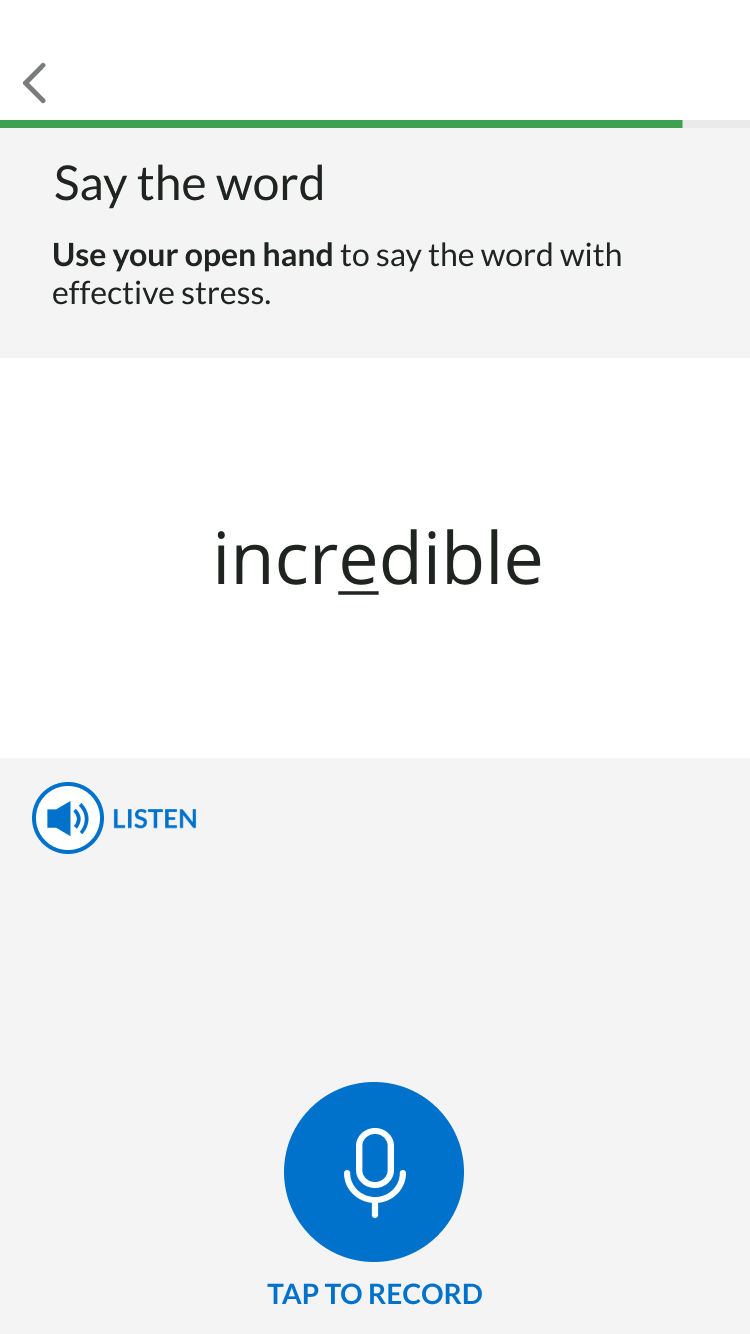 Say the word
Use your open hand to say the word with
effective stress.
incredible
LISTEN
TAP TO RECORD